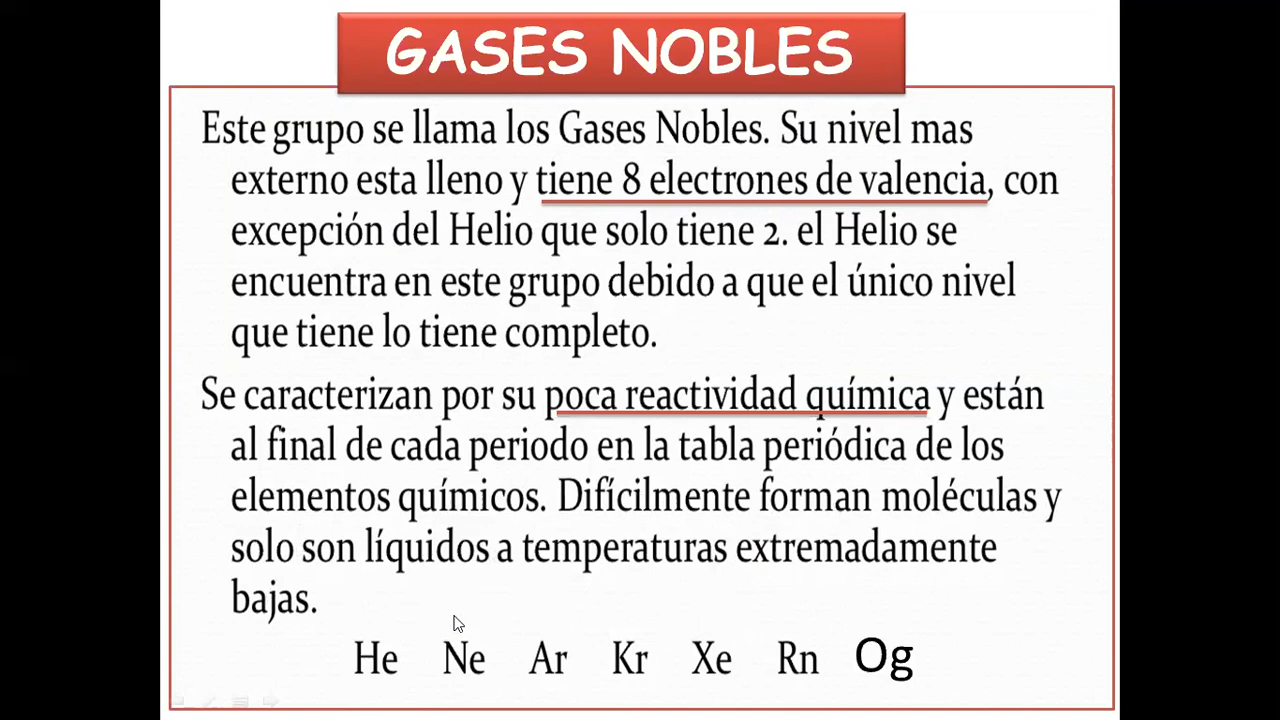 GASES NOBLES
Este grupo se llama los Gases Nobles. Su nivel mas
externo esta lleno y tiene 8 electrones de valencia, con
excepción del Helio que solo tiene 2. el Helio se
encuentra en este grupo debido a que el único nivel
que tiene lo tiene completo.
Se caracterizan por su poca reactividad química y están
al final de cada periodo en la tabla periódica de los
elementos químicos. Difícilmente forman moléculas y
solo son líquidos a temperaturas extremadamente
bajas.
He Ne Ar Kr Xe Rn Og